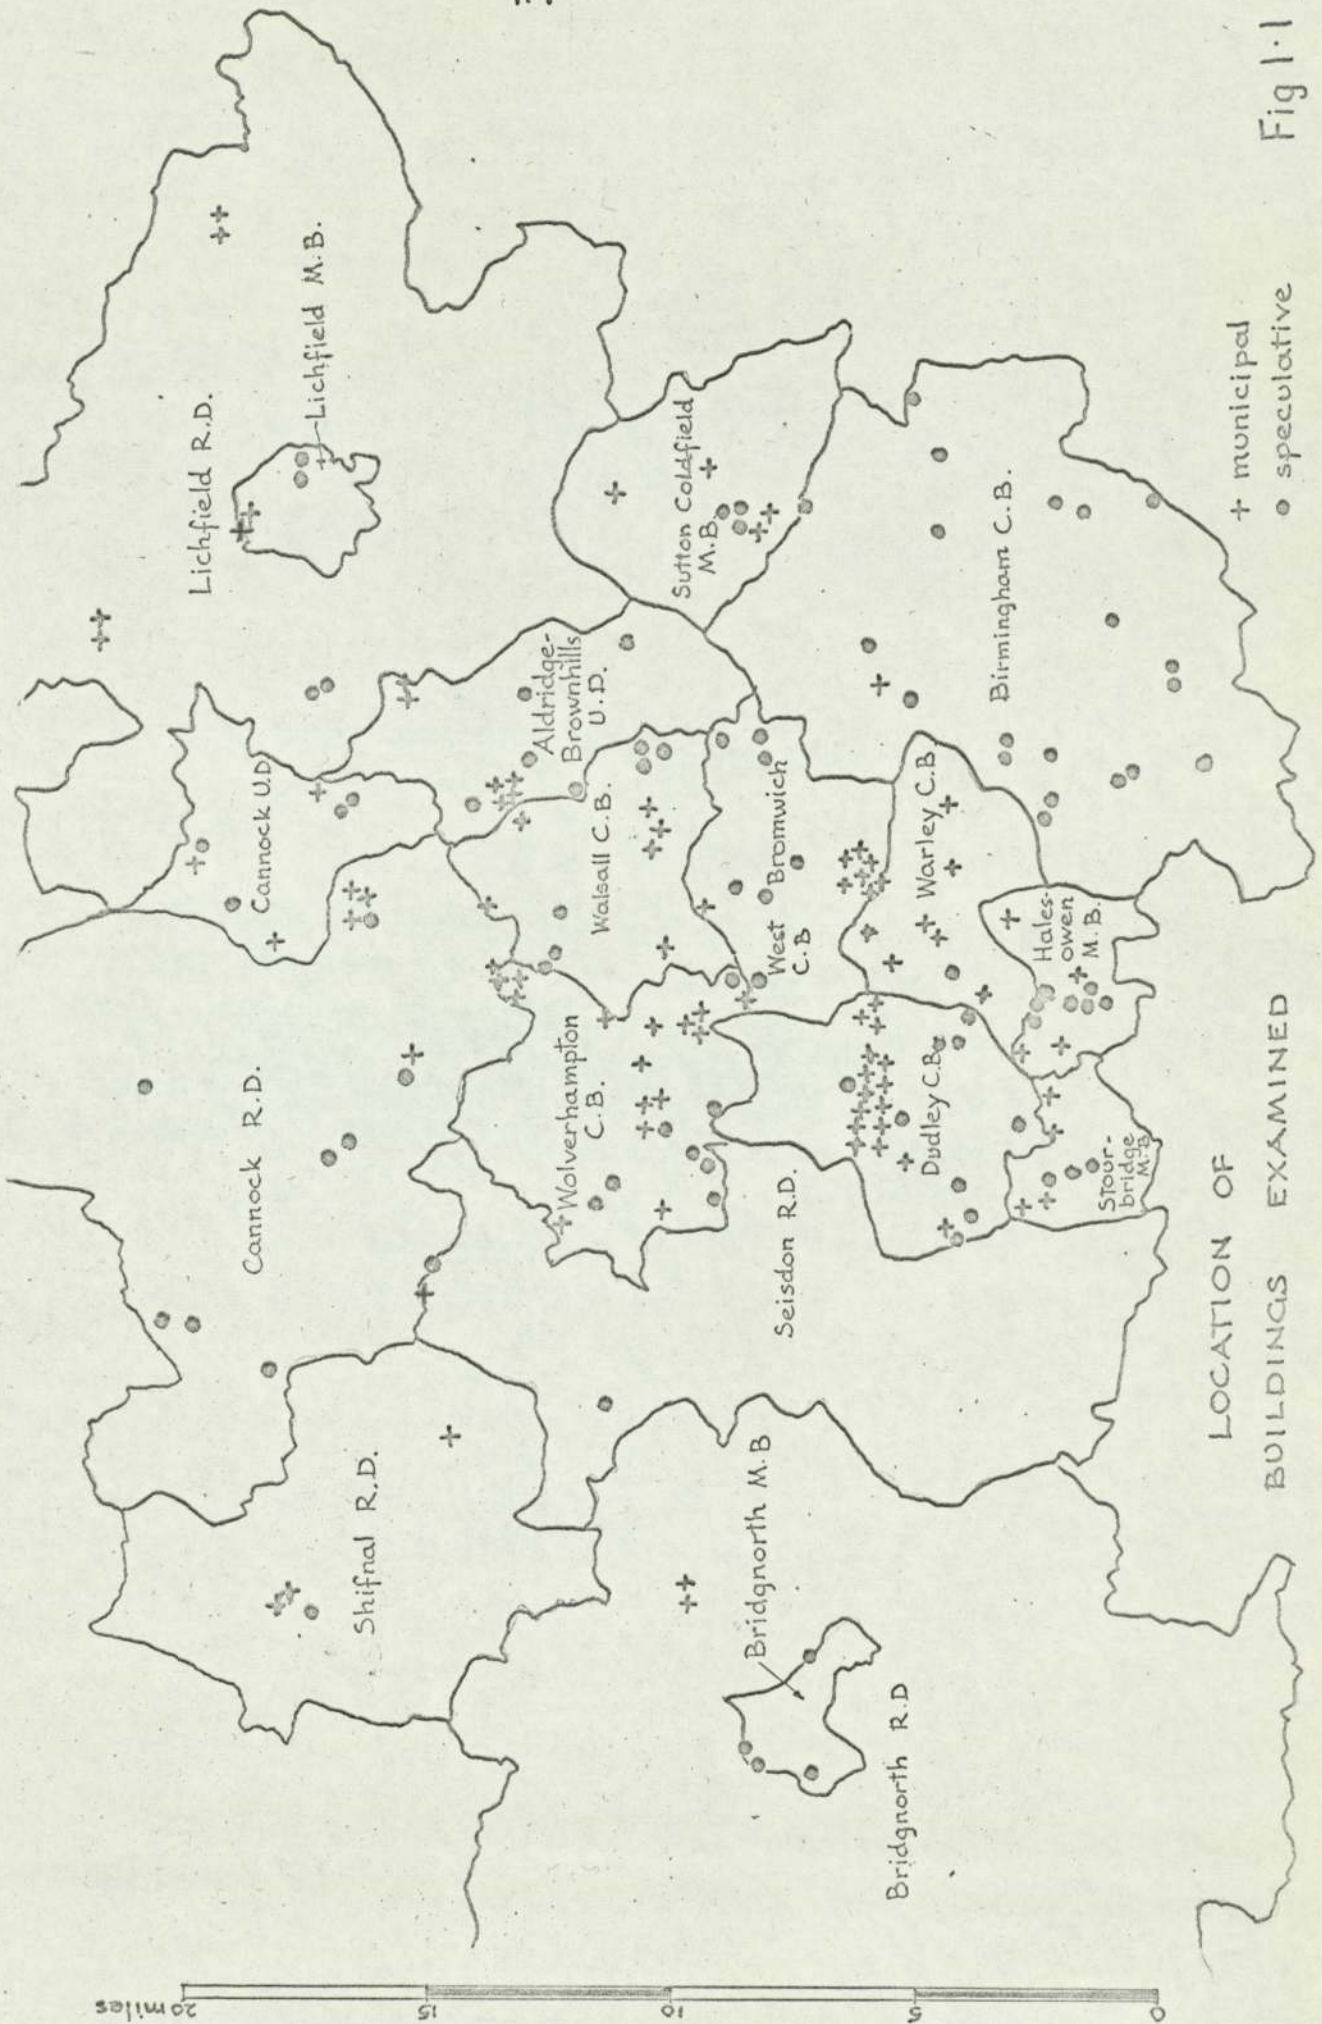 Lichfield R.D.
Lichfield M.B.
Cannock U.D
Cannock R.D.
Shifnal R.D.
Aldridge-
Brownhills
U.D.
Sutton Coldfield
M.B.
Walsall C.B.
Wolverhampton
C.B.
West Bromwich
C.B
Birmingham C.B.
Warley C.B
Dudley C.B.
Hales-
owen
M.B.
Stour-
bridge
M.B
Seisdon R.D.
Bridgnorth M.B
Bridgnorth R.D
20 miles
15
10
5
0
+ municipal
● speculative
LOCATION OF
BUILDINGS EXAMINED
Fig 1.1